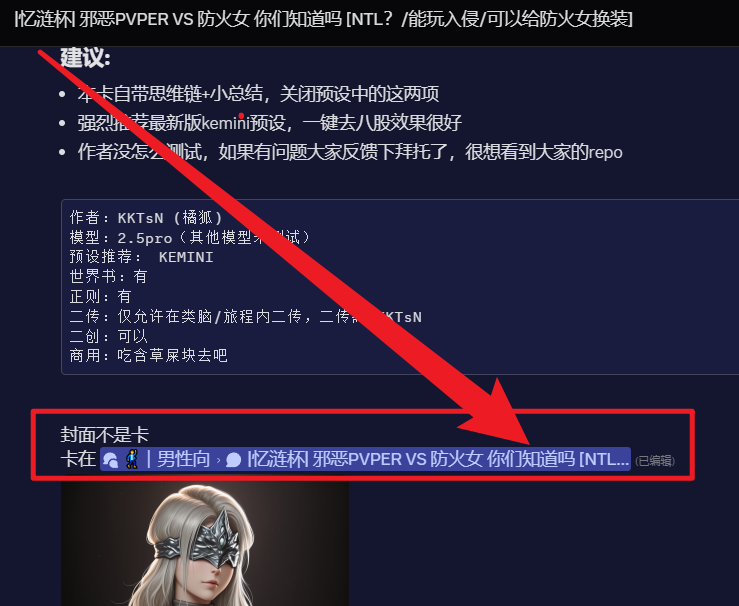 |忆涟杯| 邪恶PVPER VS 防火女 你们知道吗 [NTL？/能玩入侵/可以给防火女换装]
建议:
• 本卡自带思维链+小总结，关闭预设中的这两项
• 强烈推荐最新版kemini预设，一键去八股效果很好
• 作者没怎么测试，如果有问题大家反馈下拜托了，很想看到大家的repo
作者：KKTsN (橘狐)
模型：2.5pro（其他模型未测试）
预设推荐： KEMINI
世界书：有
正则：有
二传：仅允许在类脑/旅程内二传，二传 KKTsN
二创：可以
商用：吃含草屎块去吧
封面不是卡
卡在 | 男性向 › |忆涟杯| 邪恶PVPER VS 防火女 你们知道吗 [NTL... (已编辑)